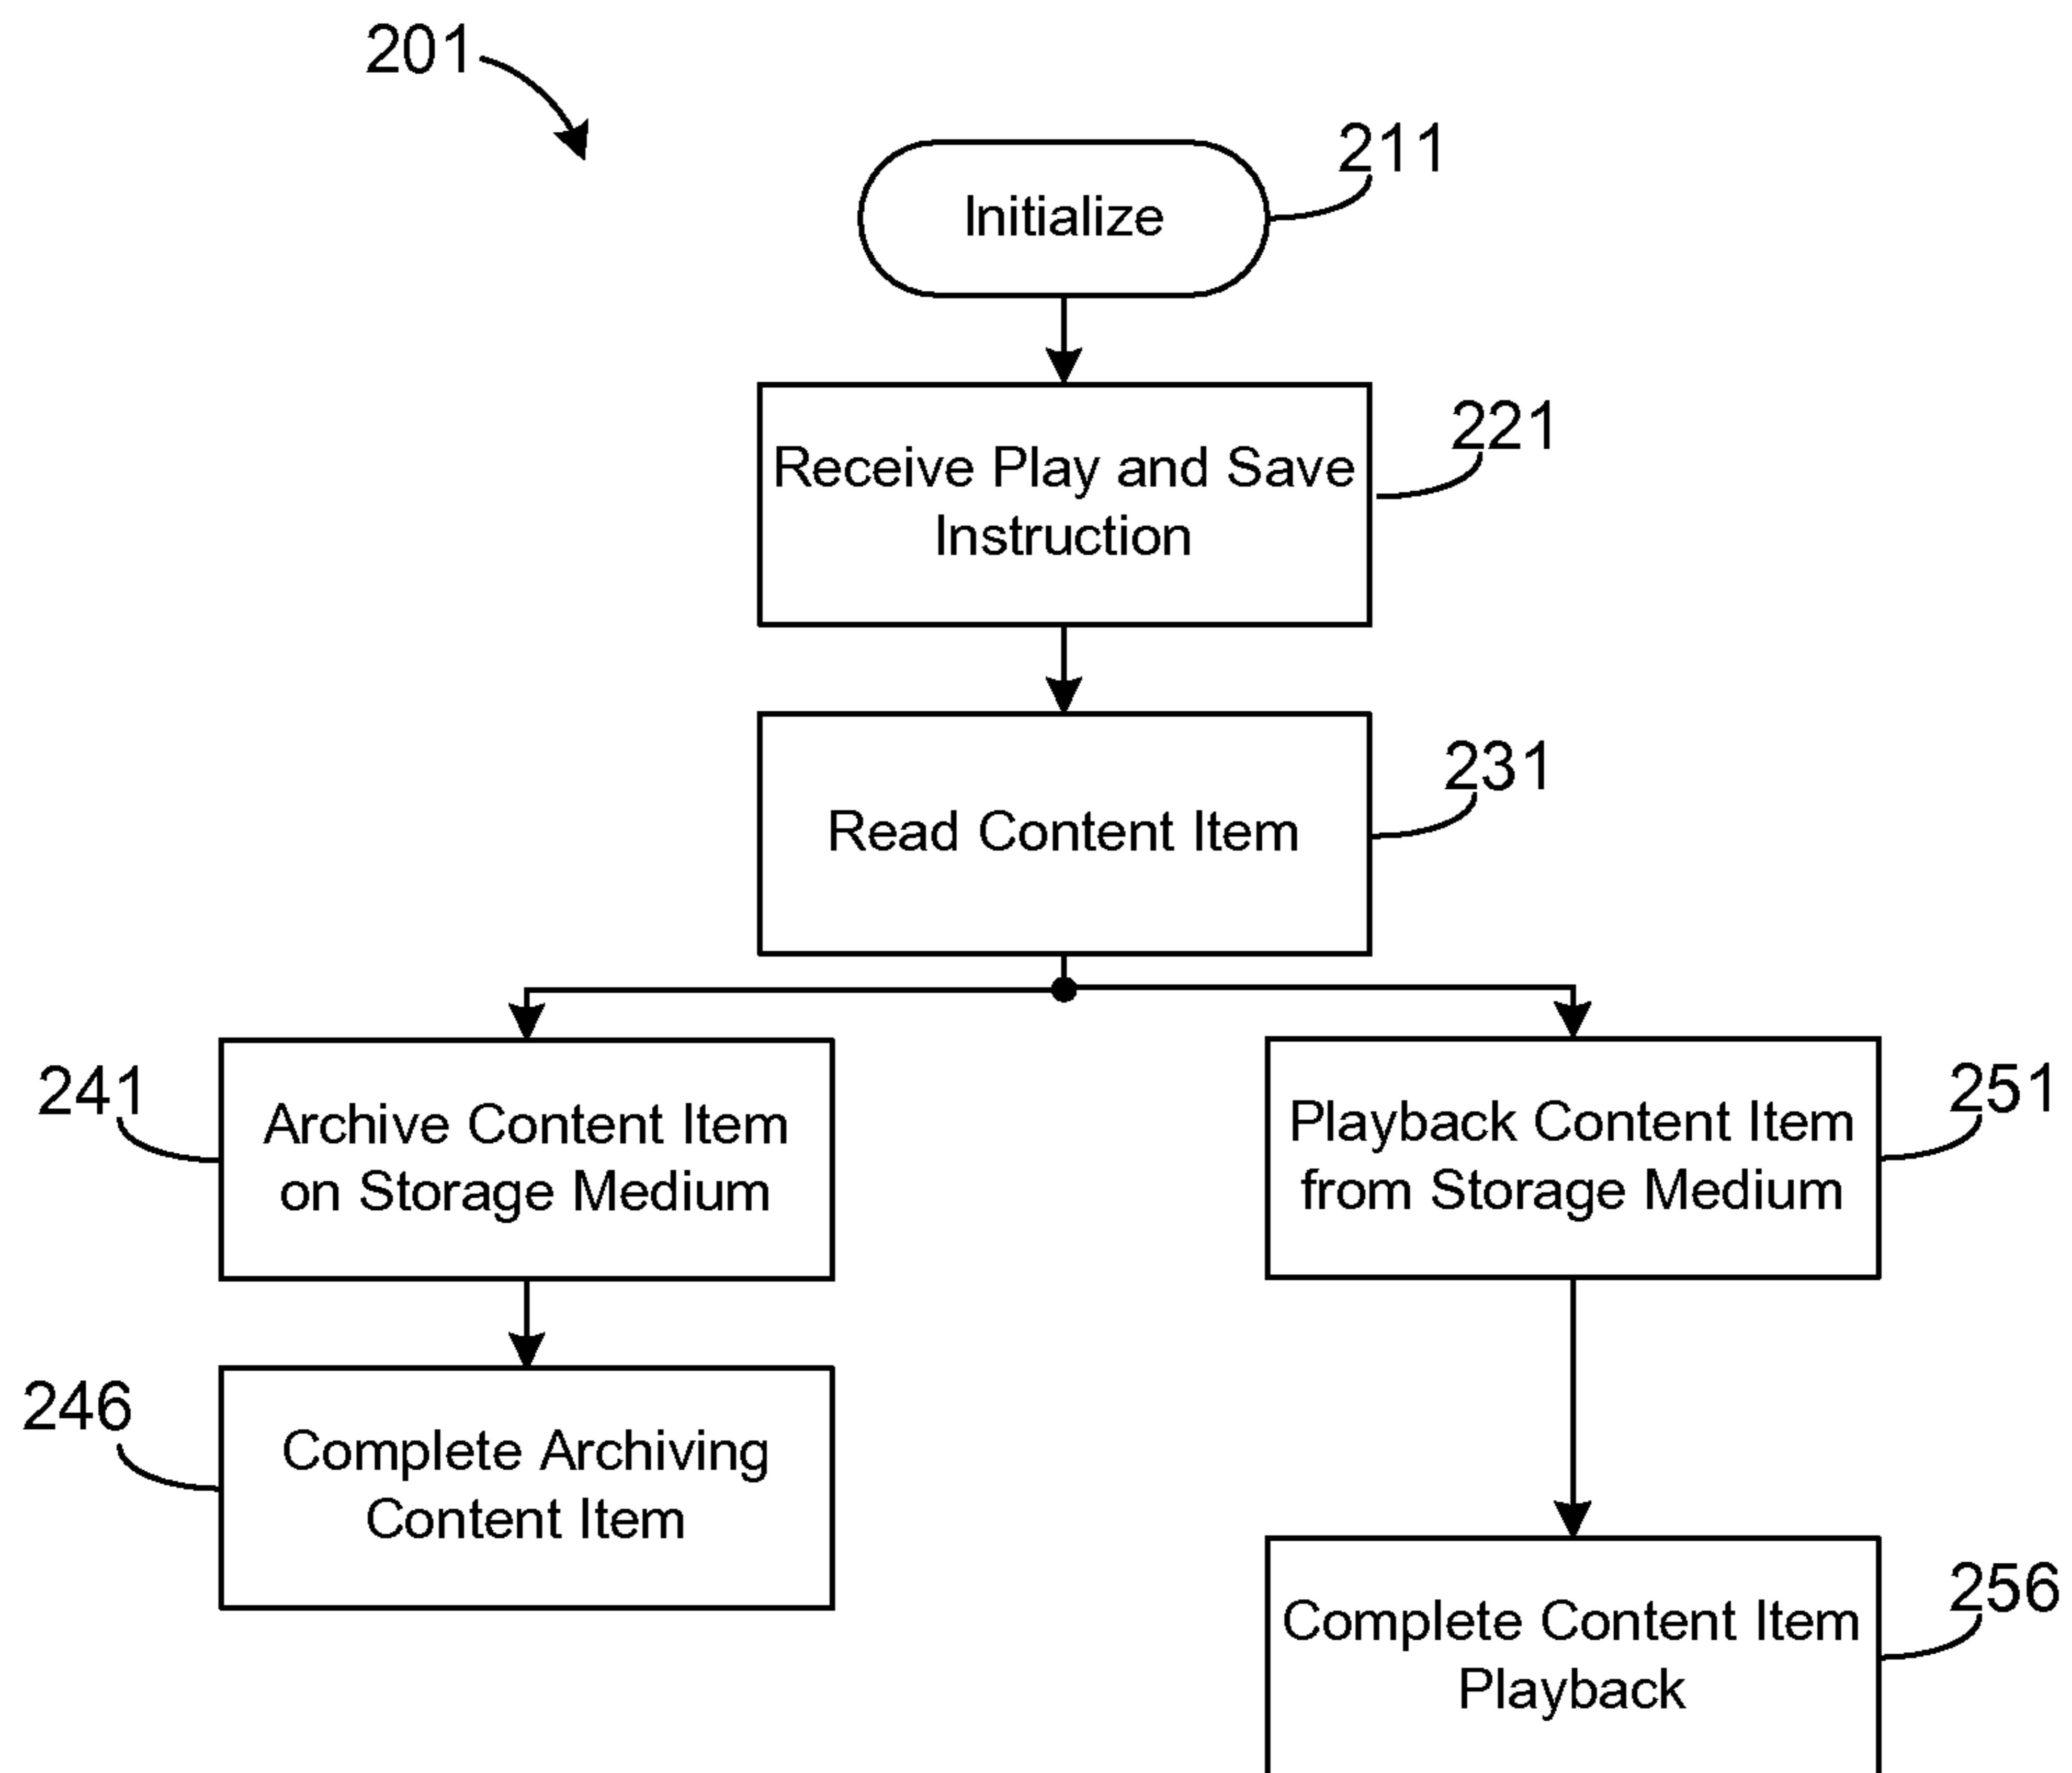 201
211
Initialize
221
Receive Play and Save
Instruction
231
Read Content Item
241
Archive Content Item
on Storage Medium
251
Playback Content Item
from Storage Medium
246
Complete Archiving
Content Item
256
Complete Content Item
Playback